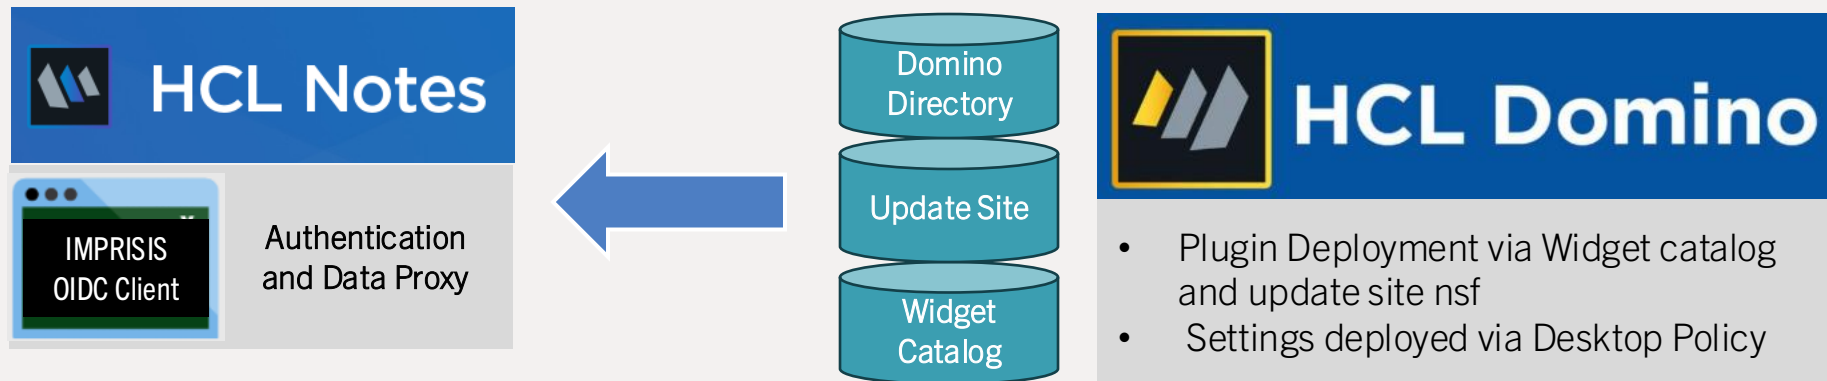 HCL Notes
IMPRISIS
OIDC Client
Authentication
and Data Proxy
Domino
Directory
Update Site
Widget
Catalog
HCL Domino
• Plugin Deployment via Widget catalog
and update site nsf
• Settings deployed via Desktop Policy